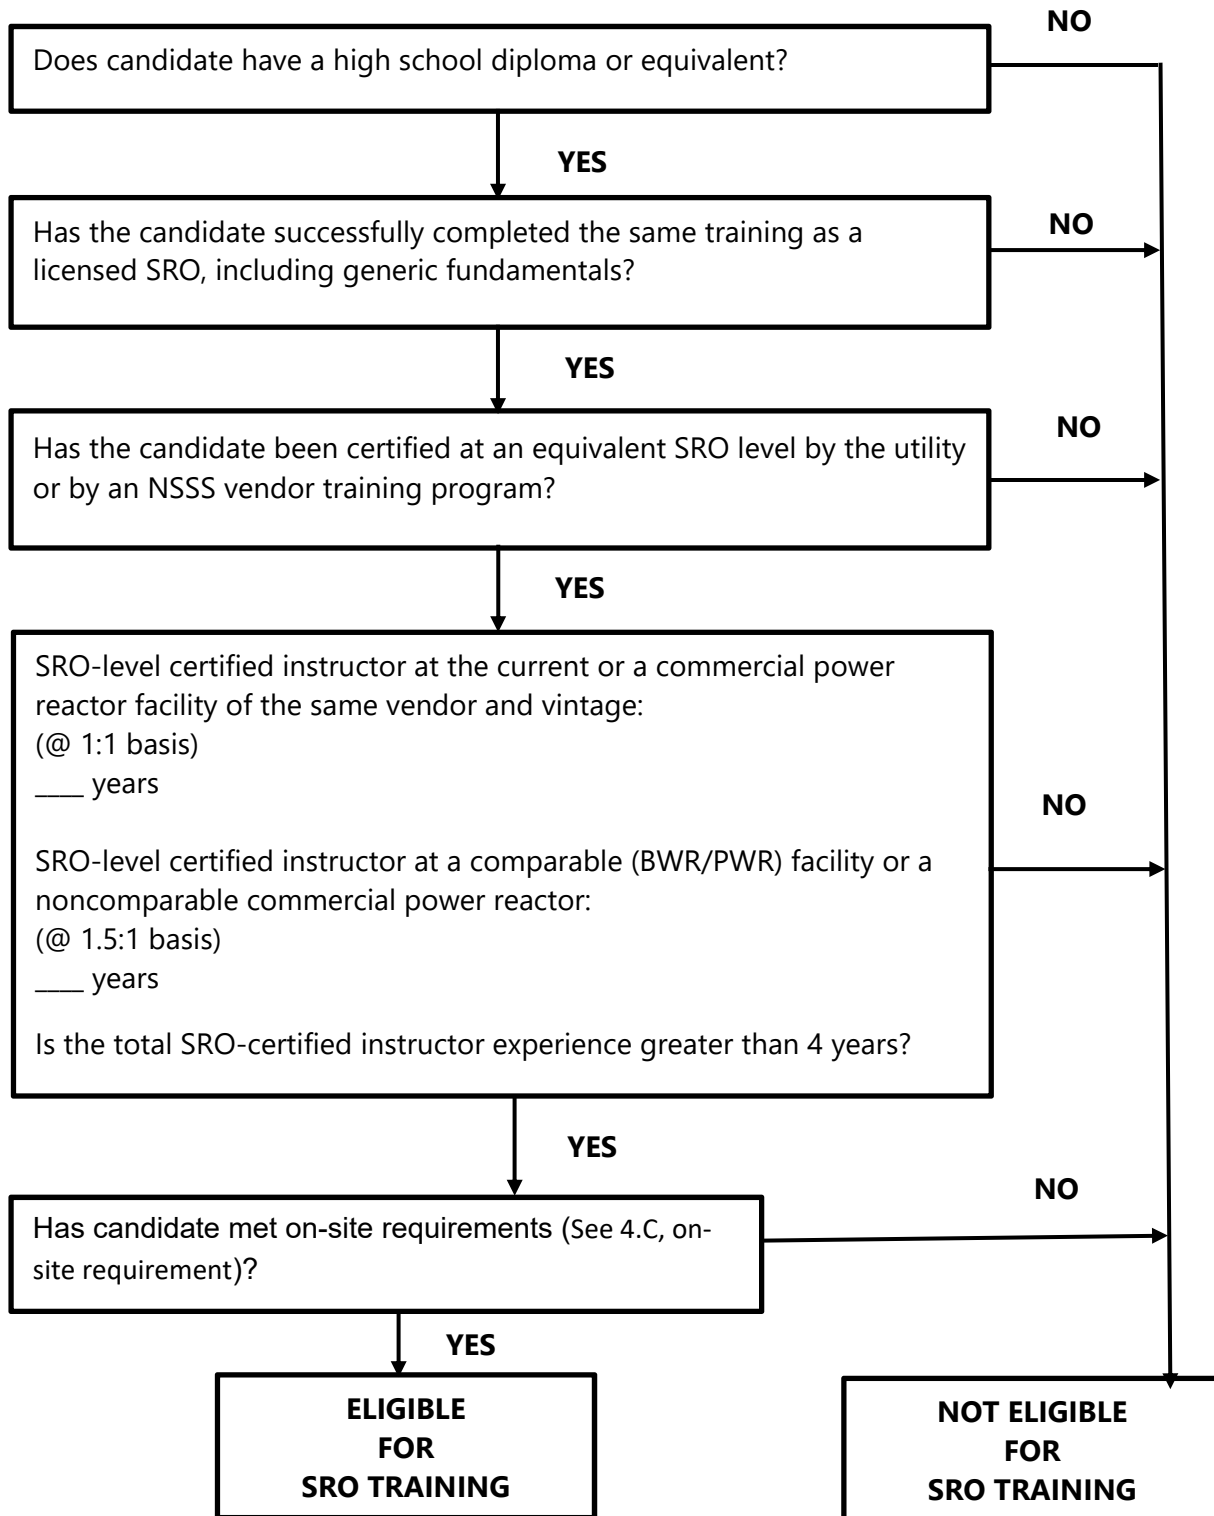 NO
Does candidate have a high school diploma or equivalent?
YES
Has the candidate successfully completed the same training as a
licensed SRO, including generic fundamentals?
NO
YES
Has the candidate been certified at an equivalent SRO level by the utility
or by an NSSS vendor training program?
NO
YES
SRO-level certified instructor at the current or a commercial power
reactor facility of the same vendor and vintage:
(@ 1:1 basis)
____ years
SRO-level certified instructor at a comparable (BWR/PWR) facility or a
noncomparable commercial power reactor:
(@ 1.5:1 basis)
____ years
Is the total SRO-certified instructor experience greater than 4 years?
NO
YES
Has candidate met on-site requirements (See 4.C, on-
site requirement)?
NO
YES
ELIGIBLE
FOR
SRO TRAINING
NOT ELIGIBLE
FOR
SRO TRAINING